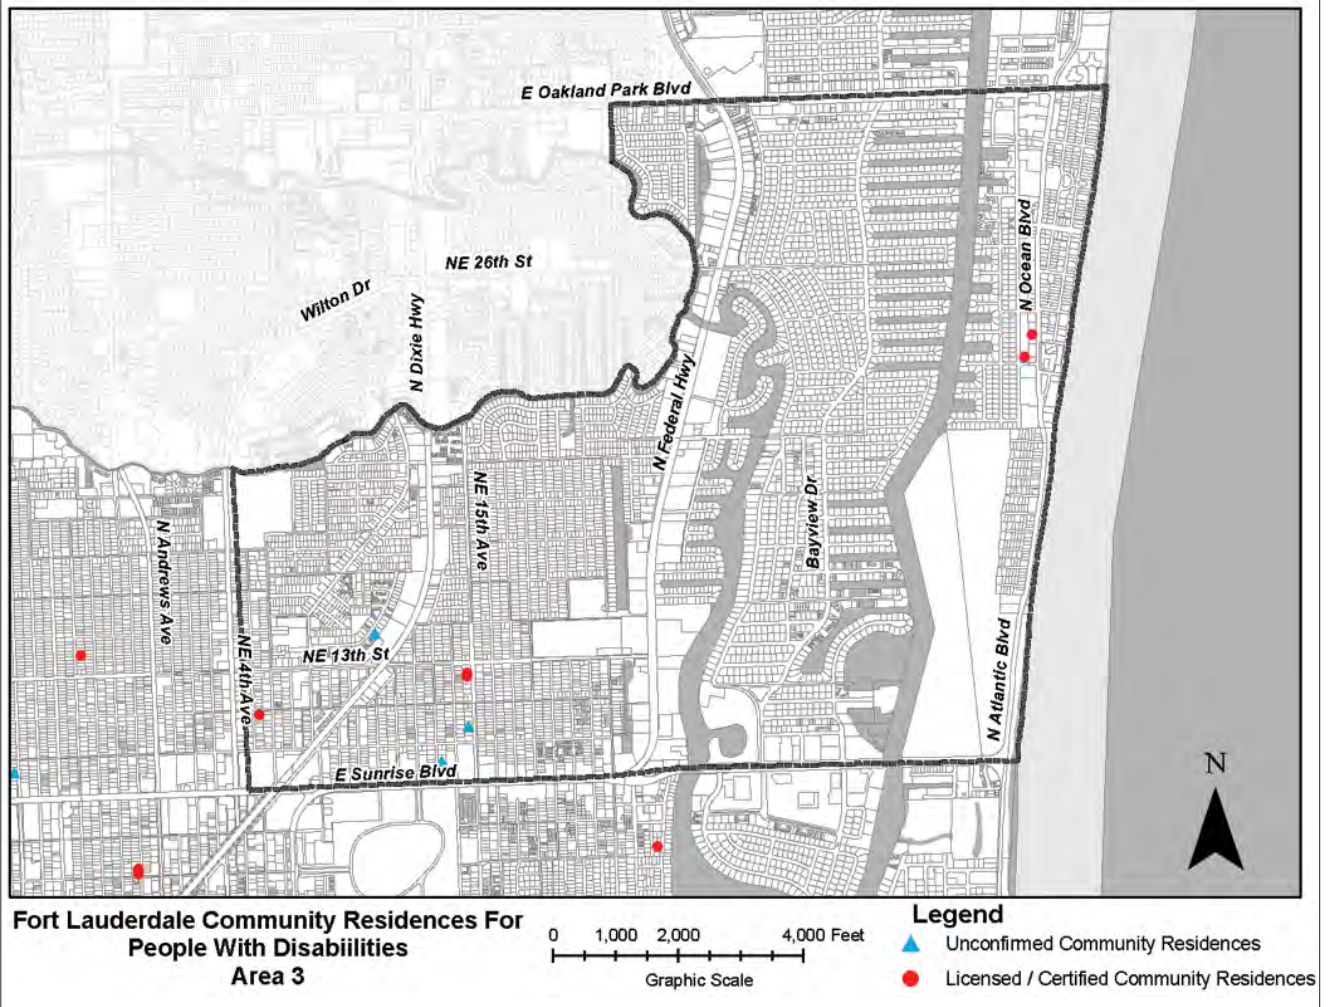 E Oakland Park Blvd
N Ocean Blvd
NE 26th St
Wilton Dr
N Dixie Hwy
N Federal Hwy
NE 15th Ave
Bayview Dr
N Andrews Ave
NE 4th Ave
NE 13th St
N Atlantic Blvd
E Sunrise Blvd
N
Fort Lauderdale Community Residences For
People With Disabiilities
Area 3
0 1,000 2,000 4,000 Feet
Graphic Scale
Legend
Unconfirmed Community Residences
Licensed / Certified Community Residences